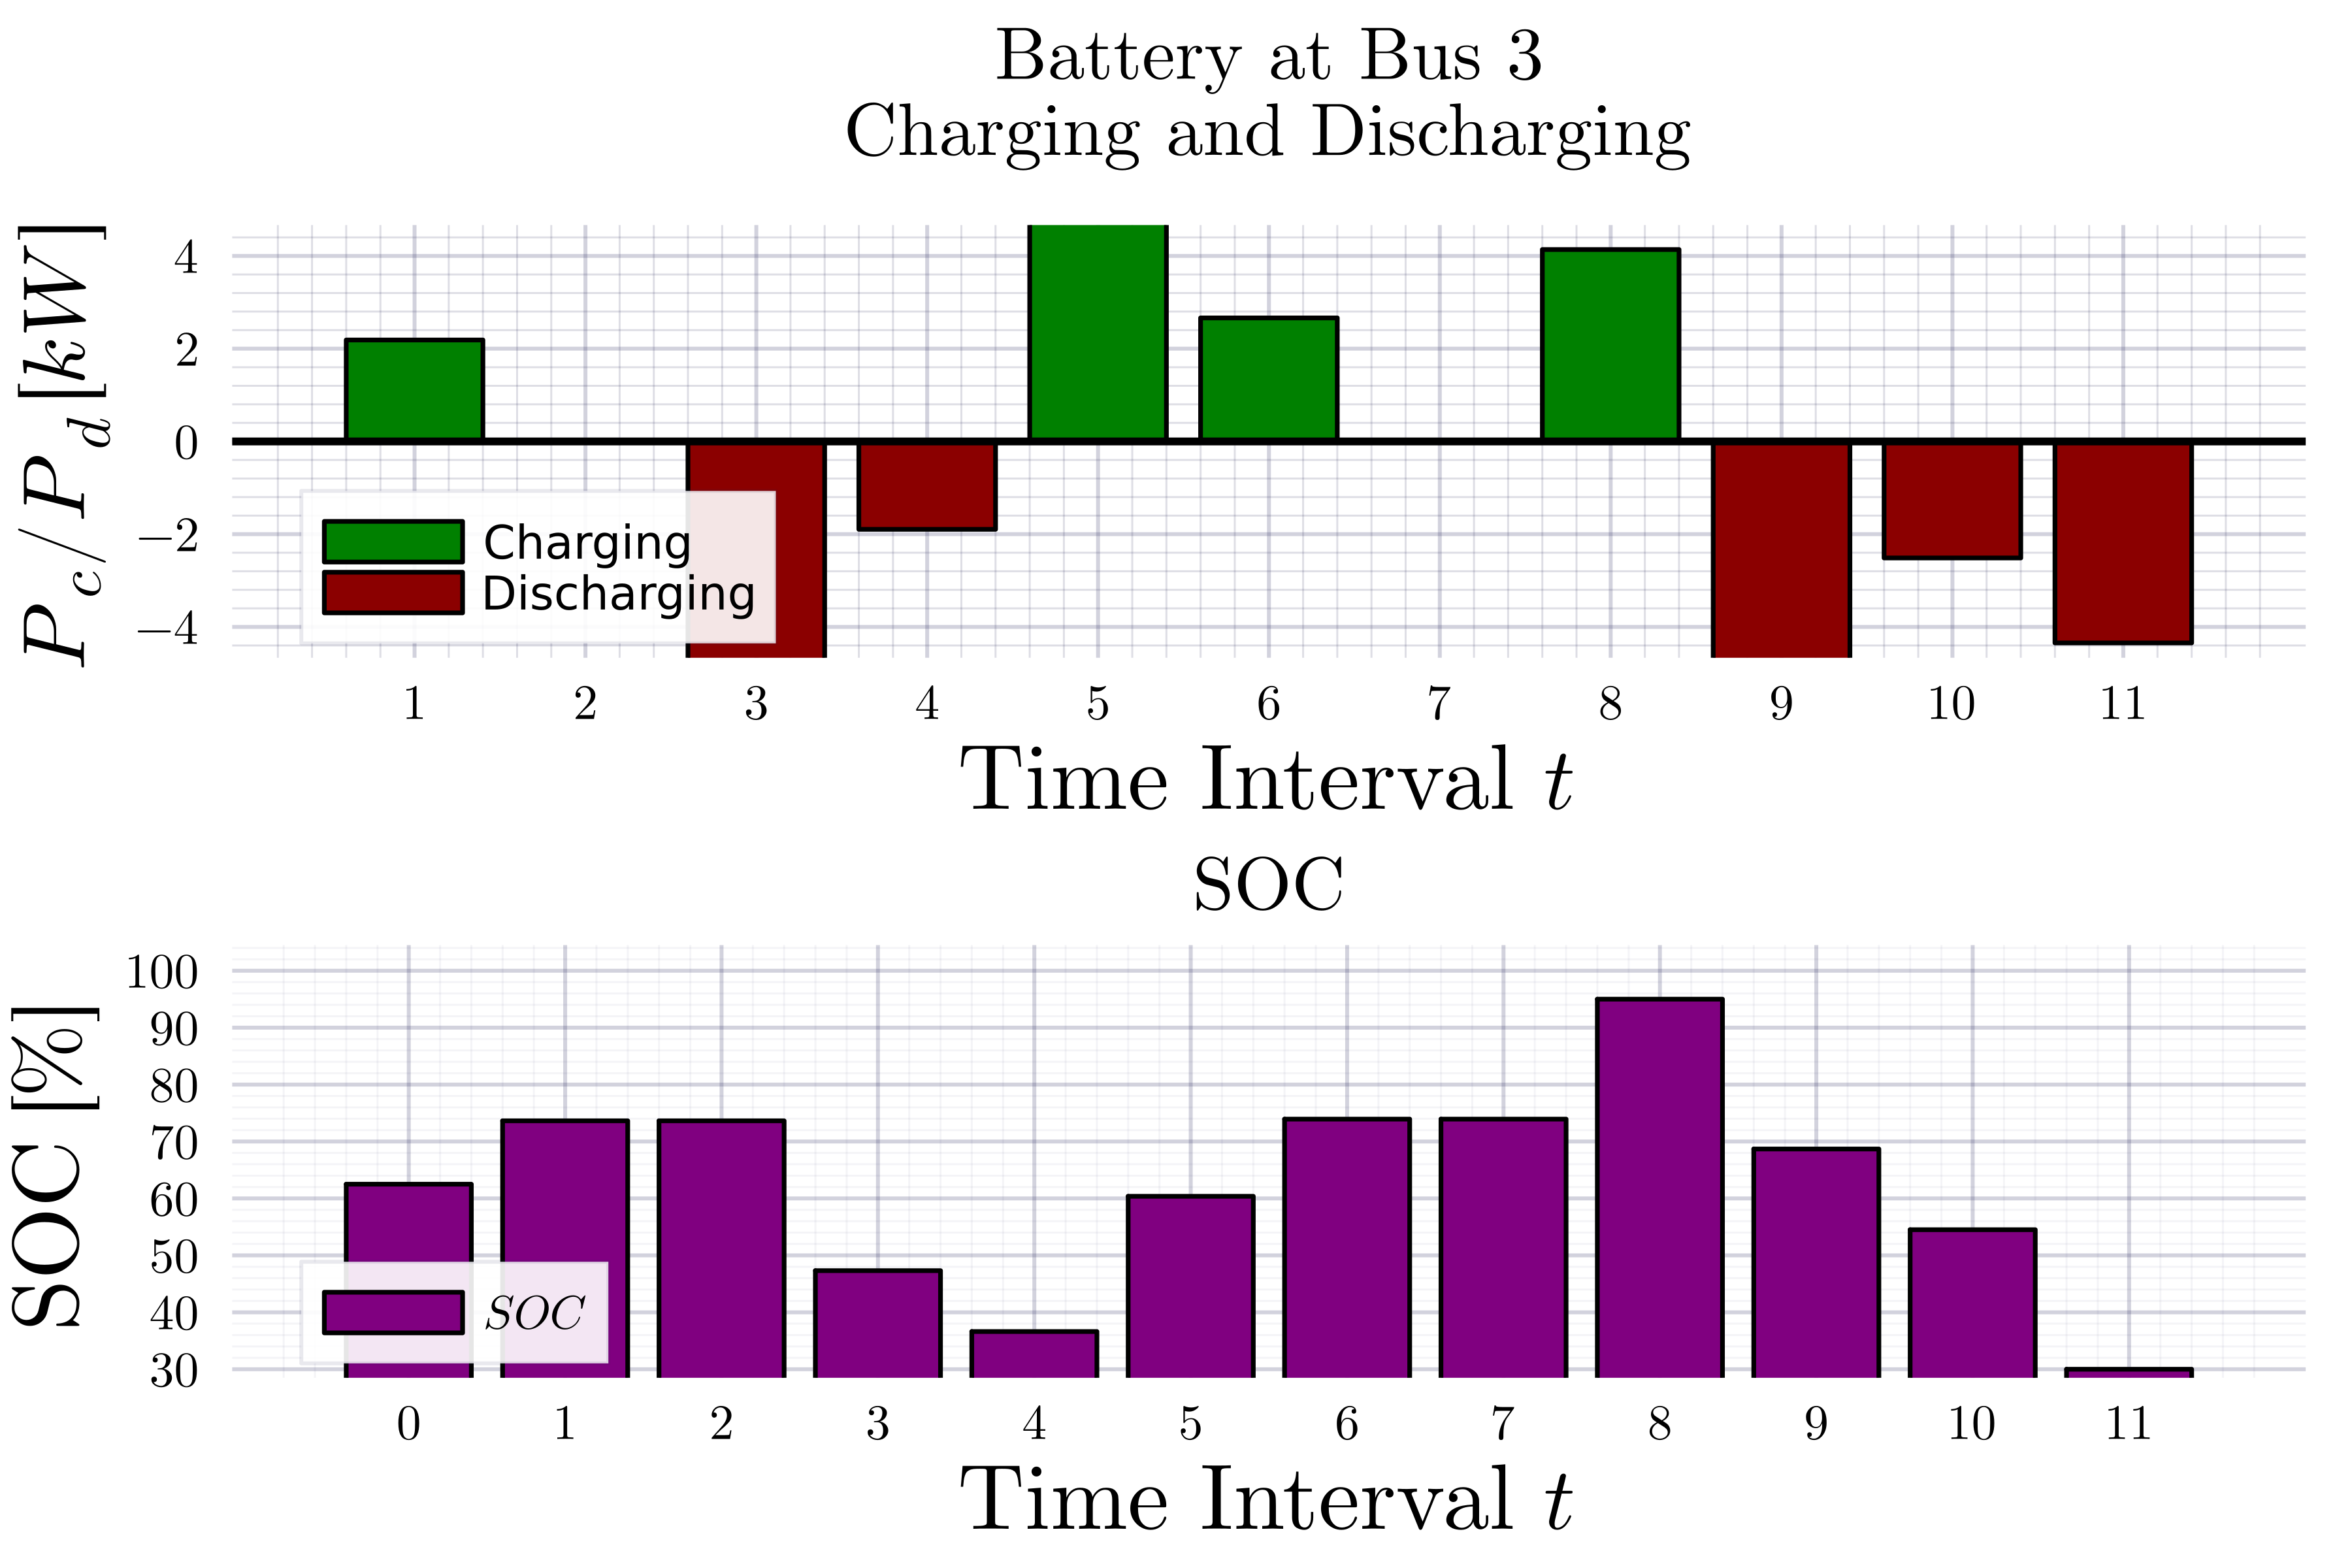 Battery at Bus 3
Charging and Discharging
P_c/P_d [kW]
4
2
0
−2
−4
Charging
Discharging
1 2 3 4 5 6 7 8 9 10 11
Time Interval t
SOC
SOC [%]
100
90
80
70
60
50
40
30
SOC
0 1 2 3 4 5 6 7 8 9 10 11
Time Interval t